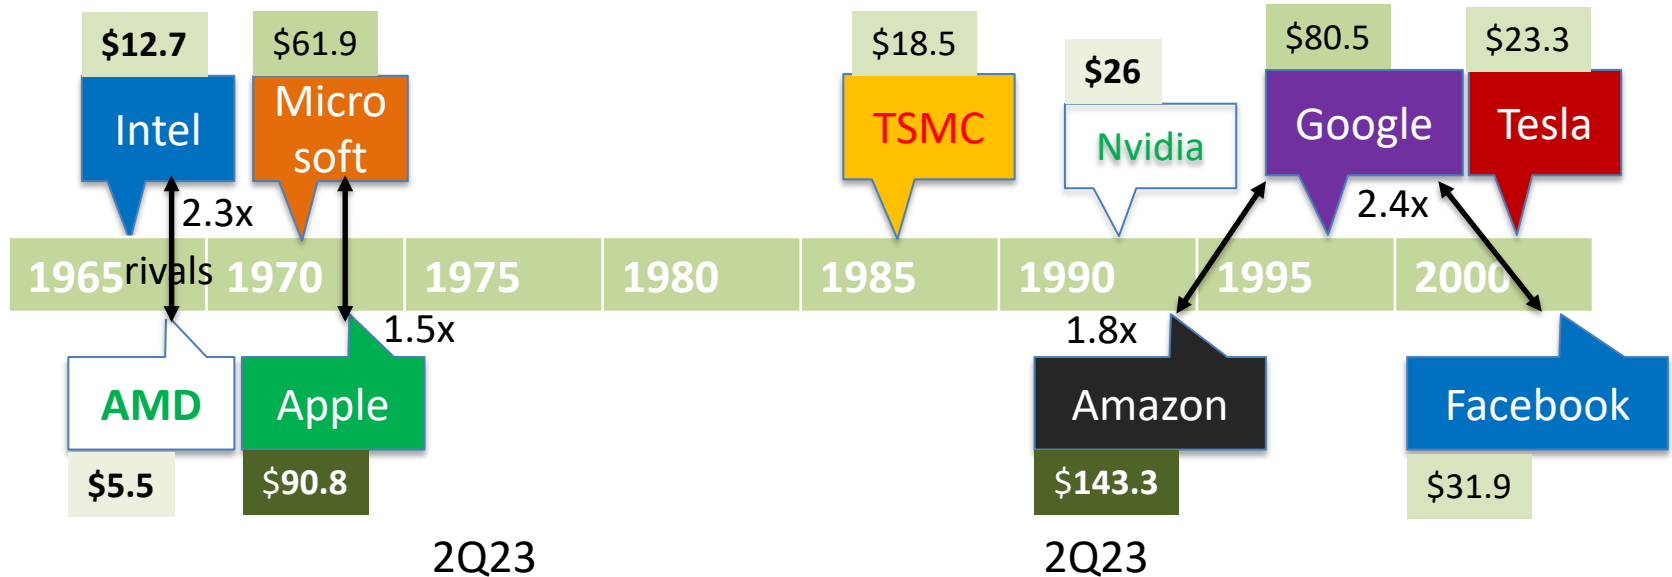 $12.7
$61.9
$18.5
$26
$80.5
$23.3
Intel
Micro
soft
TSMC
Nvidia
Google
Tesla
2.3x
2.4x
1965
rivals
1970
1975
1980
1985
1990
1995
2000
1.5x
1.8x
AMD
Apple
Amazon
Facebook
$5.5
$90.8
$143.3
$31.9
2Q23
2Q23